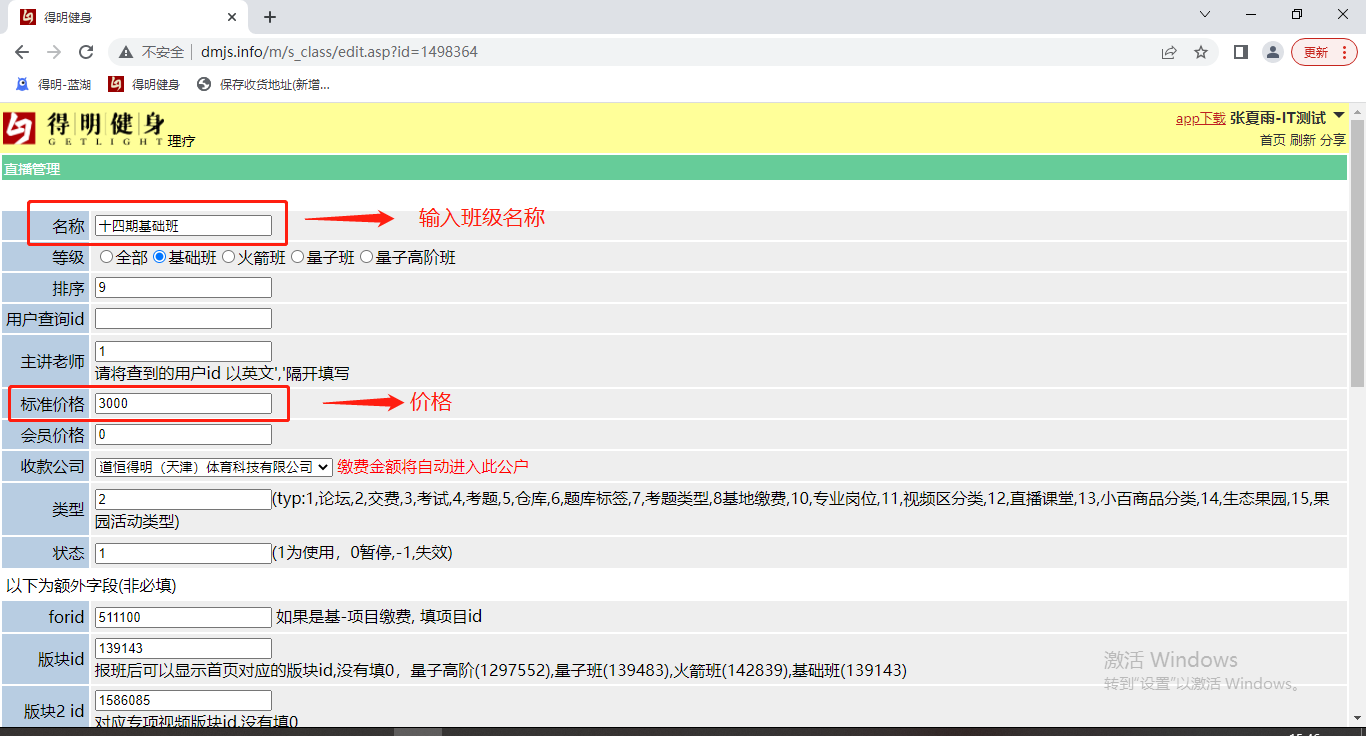 得明健身
不安全 dmjs.info/m/s_class/edit.asp?id=1498364
更新
得明-蓝湖 得明健身 保存收货地址(新增...
得明健身
GETLIGHT 理疗
app下载 张夏雨-IT测试
首页 刷新 分享
直播管理
名称 十四期基础班 输入班级名称
等级 全部 基础班 火箭班 量子班 量子高阶班
排序 9
用户查询id
主讲老师 1
请将查到的用户id 以英文','隔开填写
标准价格 3000 价格
会员价格 0
收款公司 道恒得明（天津）体育科技有限公司 缴费金额将自动进入此公户
类型 2 (typ:1,论坛,2,交费,3,考试,4,考题,5,仓库,6,题库标签,7,考题类型,8基地缴费,10,专业岗位,11,视频区分类,12,直播课堂,13,小百商品分类,14,生态果园,15,果
园活动类型)
状态 1 (1为使用，0暂停,-1,失效)
以下为额外字段(非必填)
forid 511100 如果是基-项目缴费, 填项目id
版块id 139143
报班后可以显示首页对应的版块id,没有填0，量子高阶(1297552),量子班(139483),火箭班(142839),基础班(139143)
版块2 id 1586085
对应专项视频版块id,没有填0
激活 Windows
转到"设置"以激活 Windows。